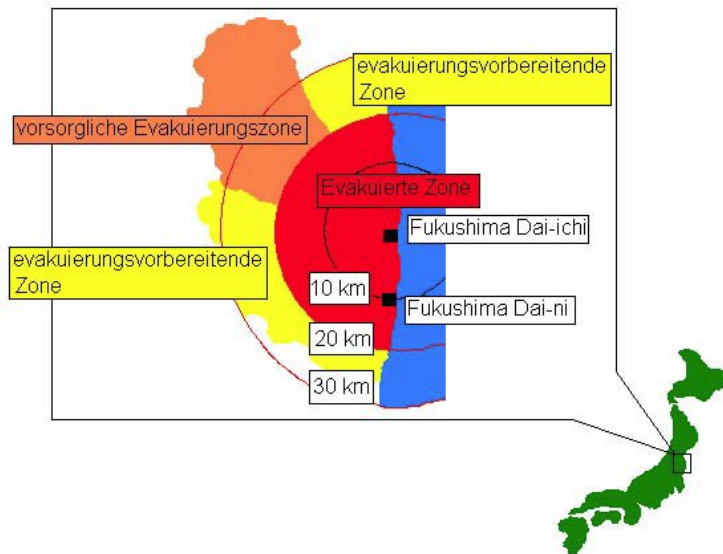 evakuierungsvorbereitende
Zone
vorsorgliche Evakuierungszone
Evakuierte Zone
Fukushima Dai-ichi
evakuierungsvorbereitende
Zone
10 km
Fukushima Dai-ni
20 km
30 km